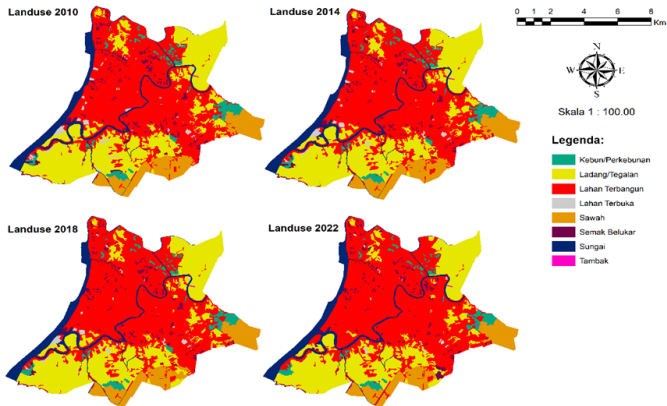 Landuse 2010
Landuse 2014
0 1 2 4 6 8
Km
N
W E
S
Skala 1 : 100.00
Legenda:
Kebun/Perkebunan
Ladang/Tegalan
Lahan Terbangun
Lahan Terbuka
Sawah
Semak Belukar
Sungai
Tambak
Landuse 2018
Landuse 2022